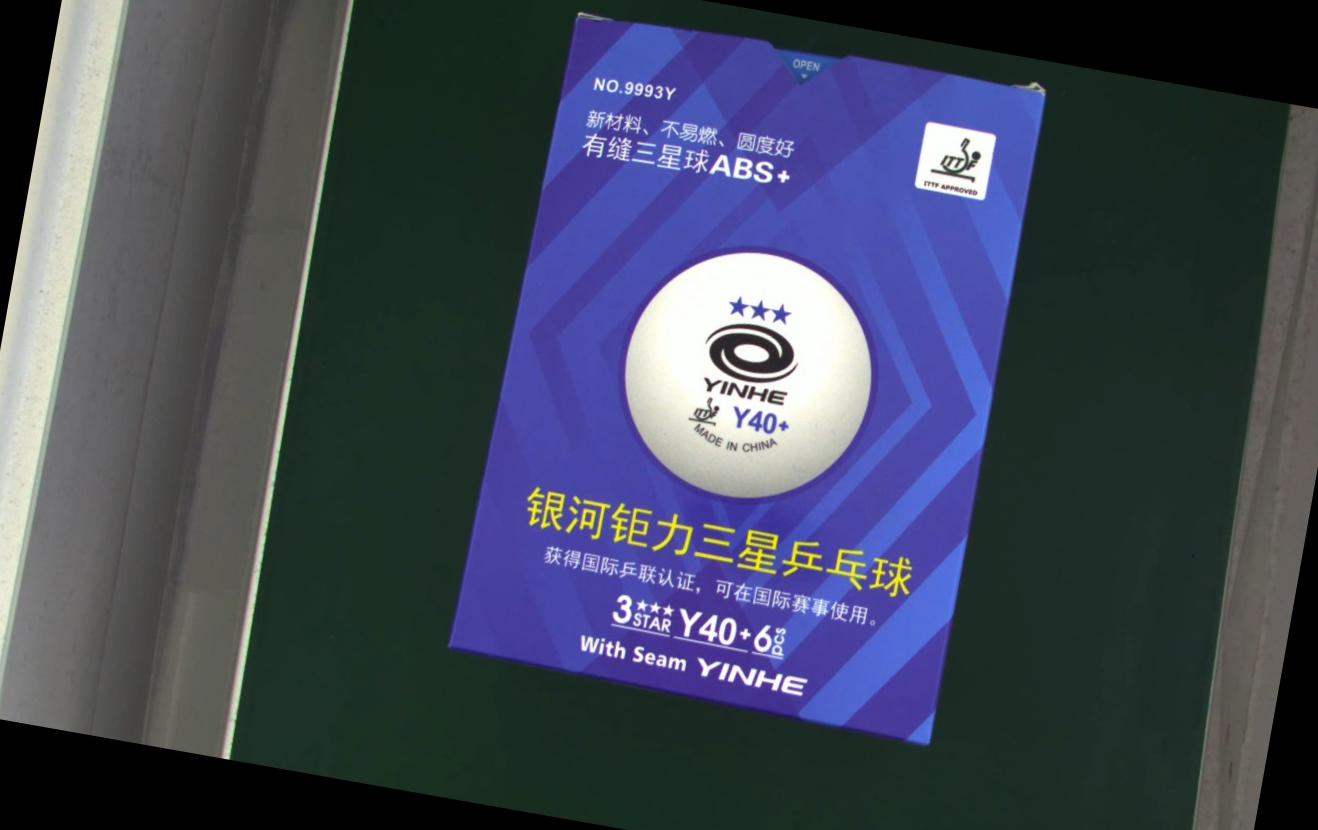 OPEN
NO.9993Y
新材料、不易燃、圆度好
有缝三星球ABS+
ITTF
ITTF APPROVED
★★★
YINHE
ITTF Y40+
MADE IN CHINA
银河钜力三星乒乓球
获得国际乒联认证，可在国际赛事使用。
3★★★STAR Y40+6PCS
With Seam YINHE